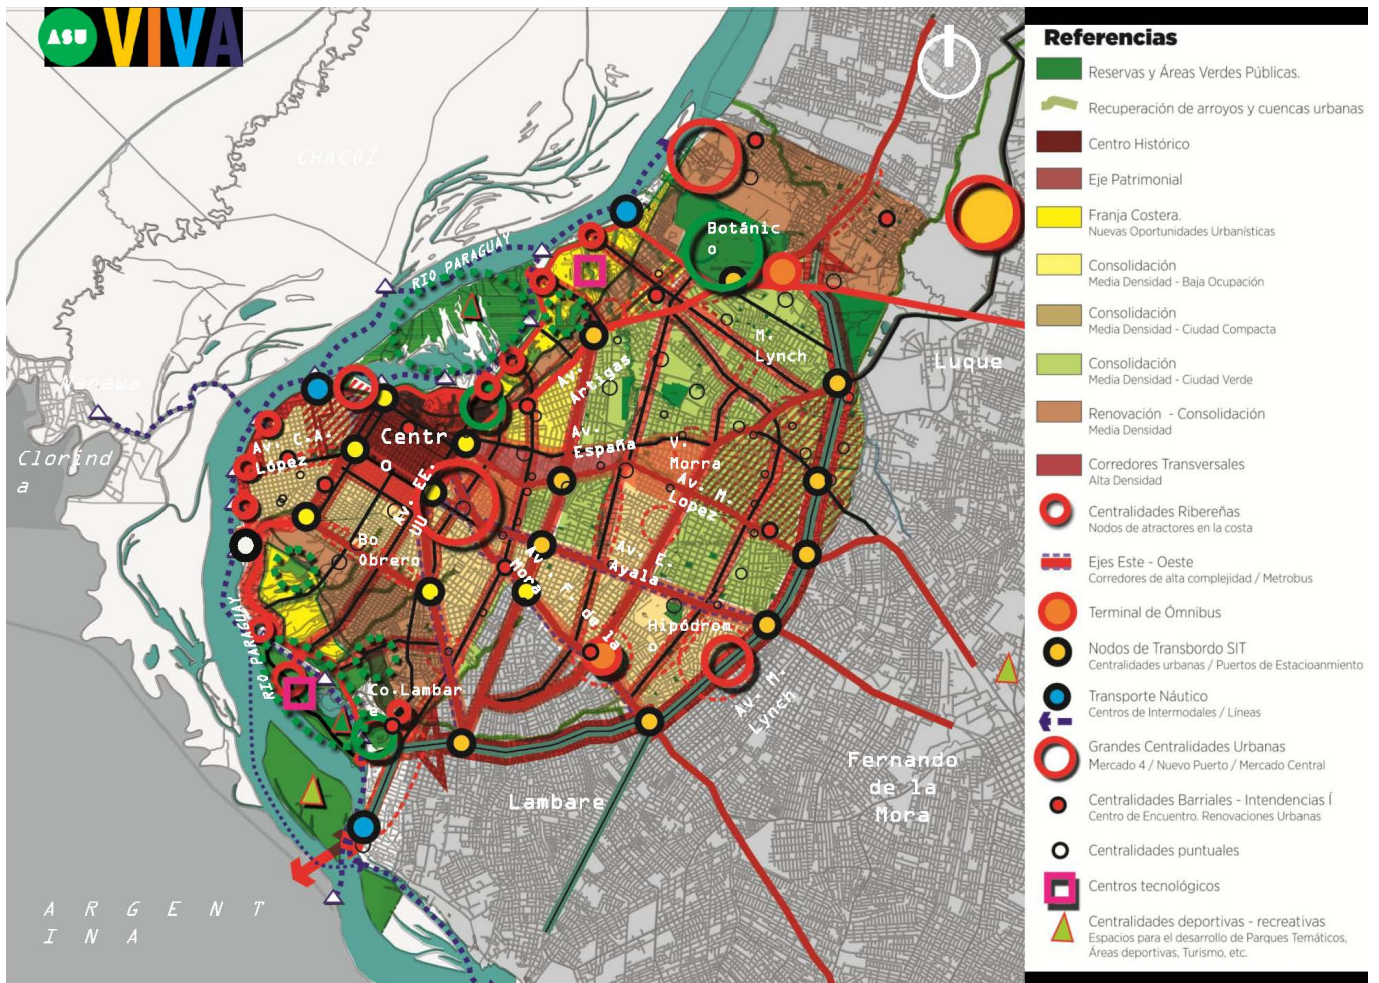 ASU VIVA
CHACOÍ
RIO PARAGUAY
Botánic
o
M.
Lynch
Luque
Nanawa
Av.
Artigas
Av.
España
V.
Morra
Av. M.
Lopez
Clorind
a
Av. C.A.
López
Centr
o
Av. EE.
UU
Bo
Obrero
Av. F. de la
Mora
Av. E.
Ayala
Hipódrom
o
Av. M.
Lynch
RIO PARAGUAY
Co.Lambar
é
Lambare
Fernando
de la
Mora
A R G E N T
I N A
Referencias
Reservas y Áreas Verdes Públicas.
Recuperación de arroyos y cuencas urbanas
Centro Histórico
Eje Patrimonial
Franja Costera.
Nuevas Oportunidades Urbanísticas
Consolidación
Media Densidad - Baja Ocupación
Consolidación
Media Densidad - Ciudad Compacta
Consolidación
Media Densidad - Ciudad Verde
Renovación - Consolidación
Media Densidad
Corredores Transversales
Alta Densidad
Centralidades Ribereñas
Nodos de atractores en la costa
Ejes Este - Oeste
Corredores de alta complejidad / Metrobus
Terminal de Ómnibus
Nodos de Transbordo SIT
Centralidades urbanas / Puertos de Estacioanmiento
Transporte Náutico
Centros de Intermodales / Líneas
Grandes Centralidades Urbanas
Mercado 4 / Nuevo Puerto / Mercado Central
Centralidades Barriales - Intendencias Í
Centro de Encuentro. Renovaciones Urbanas
Centralidades puntuales
Centros tecnológicos
Centralidades deportivas - recreativas
Espacios para el desarrollo de Parques Temáticos,
Áreas deportivas, Turismo, etc.